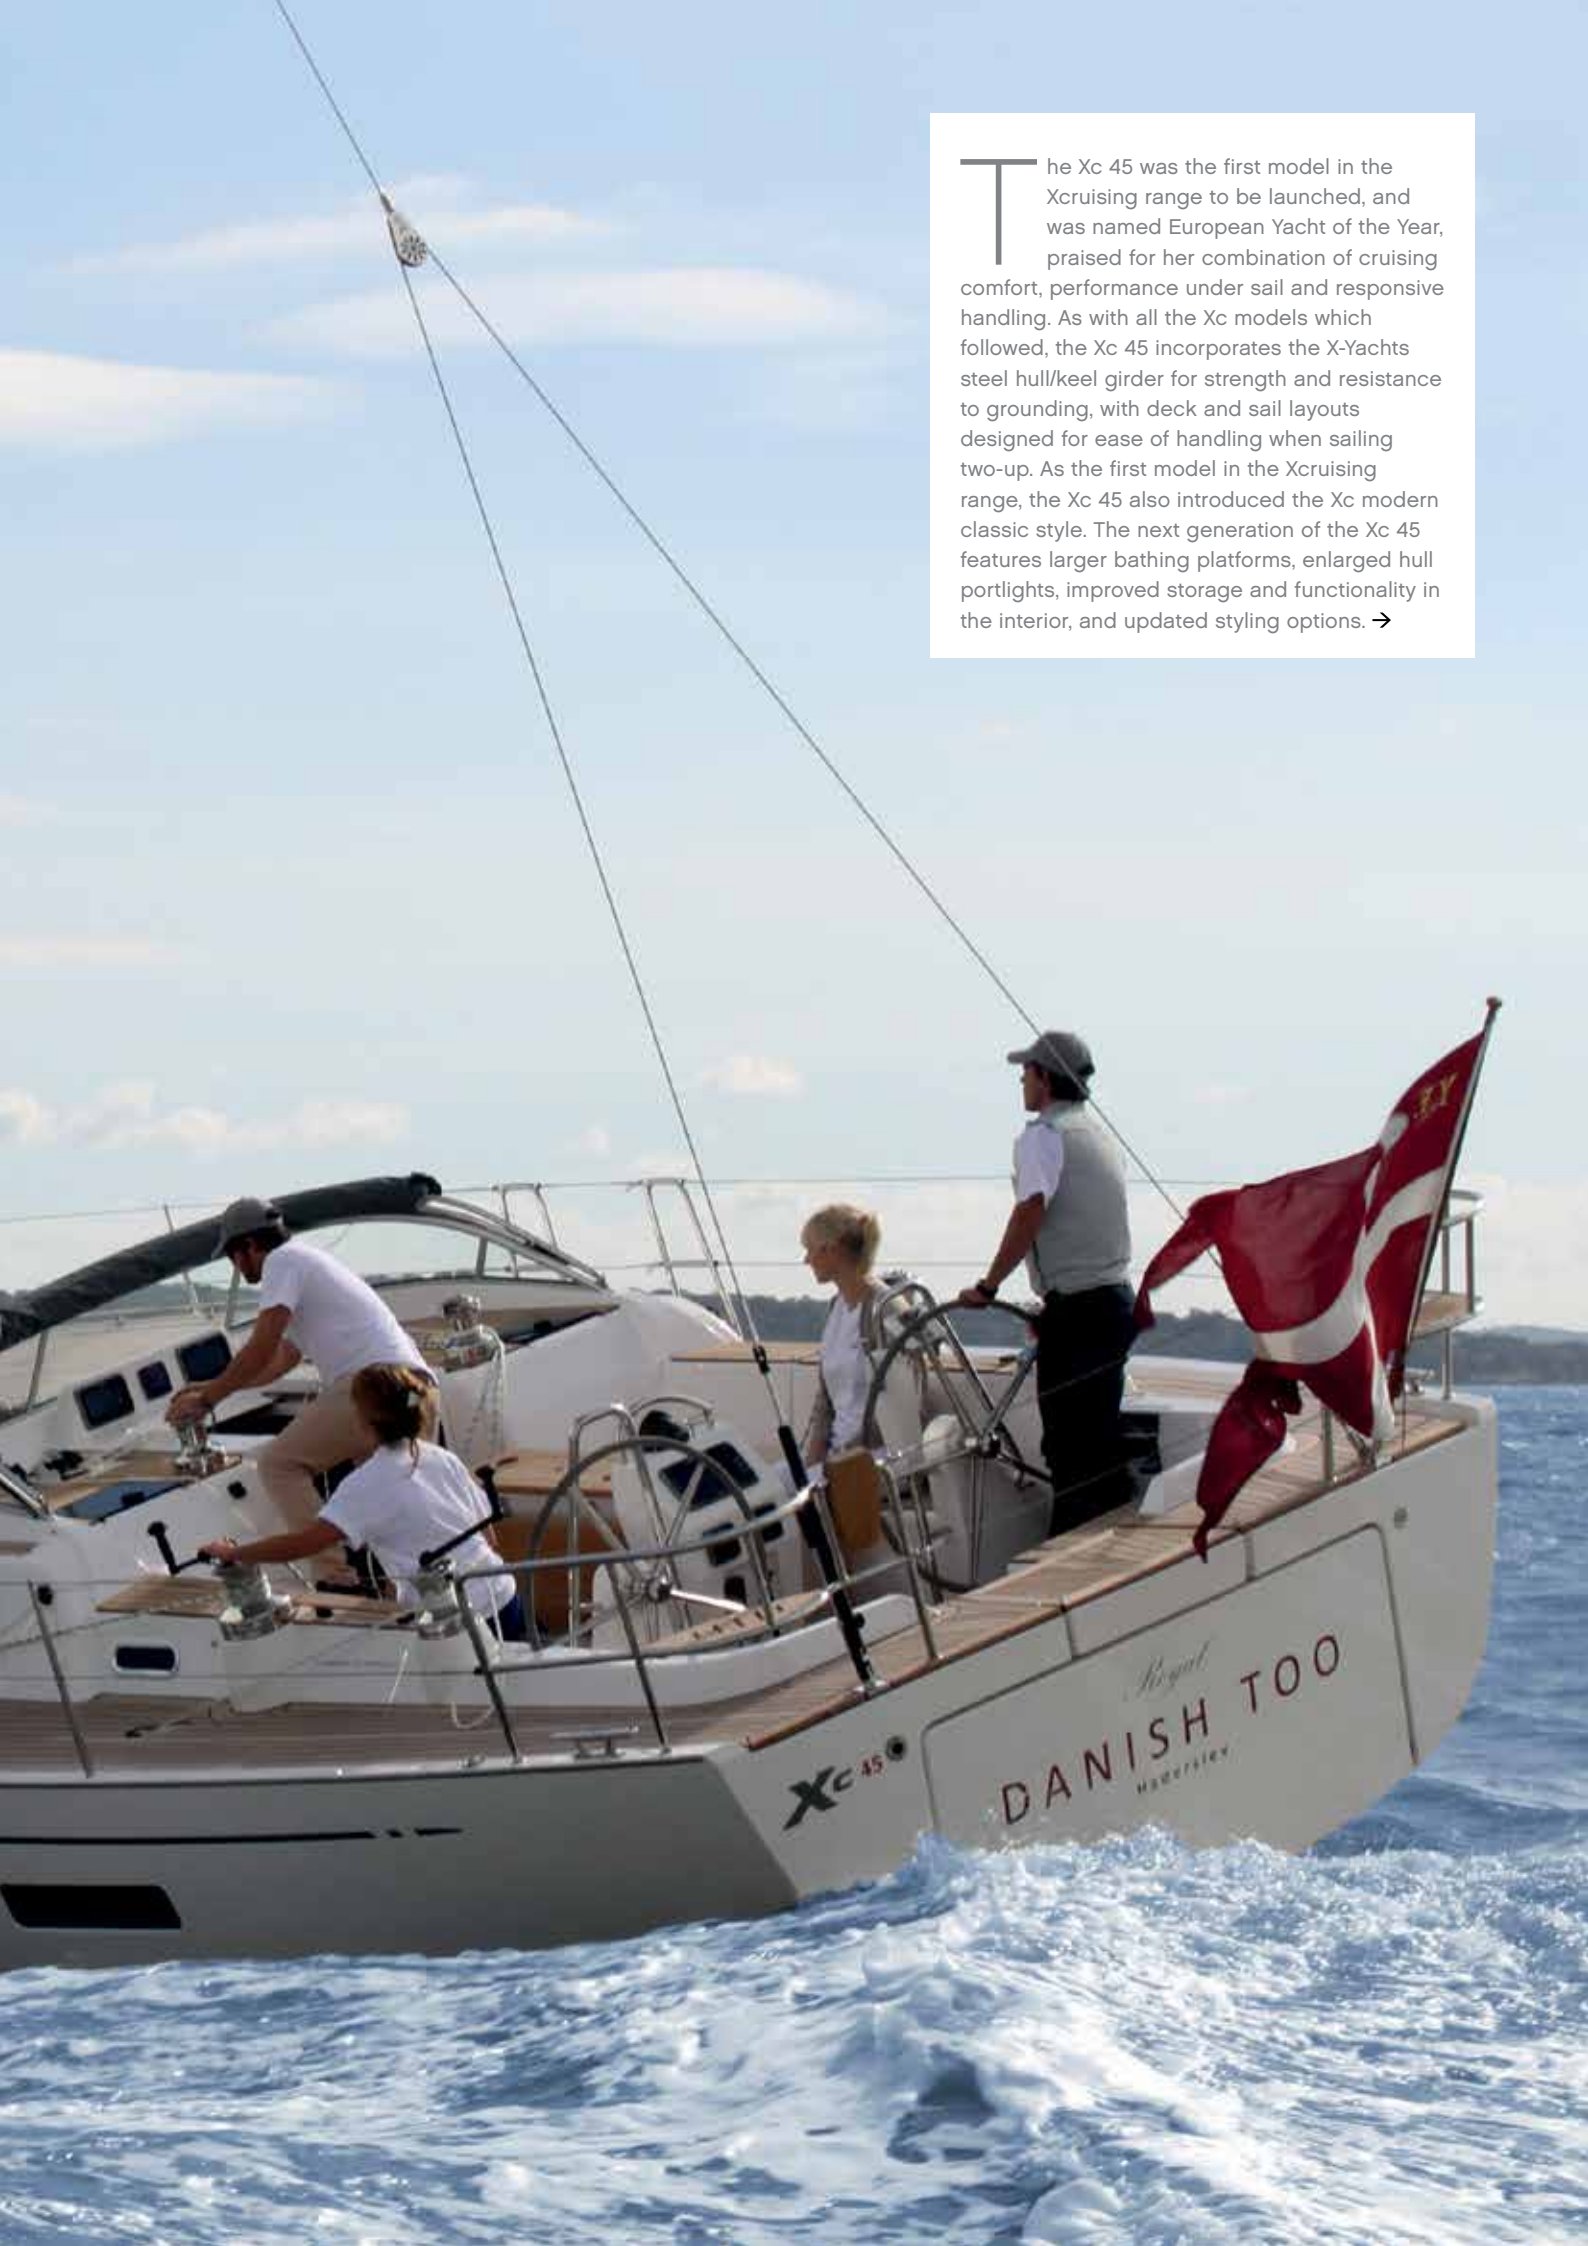 The Xc 45 was the first model in the
Xcruising range to be launched, and
was named European Yacht of the Year,
praised for her combination of cruising
comfort, performance under sail and responsive
handling. As with all the Xc models which
followed, the Xc 45 incorporates the X-Yachts
steel hull/keel girder for strength and resistance
to grounding, with deck and sail layouts
designed for ease of handling when sailing
two-up. As the first model in the Xcruising
range, the Xc 45 also introduced the Xc modern
classic style. The next generation of the Xc 45
features larger bathing platforms, enlarged hull
portlights, improved storage and functionality in
the interior, and updated styling options. →
Royal
DANISH TOO
Haderslev
Xc 45